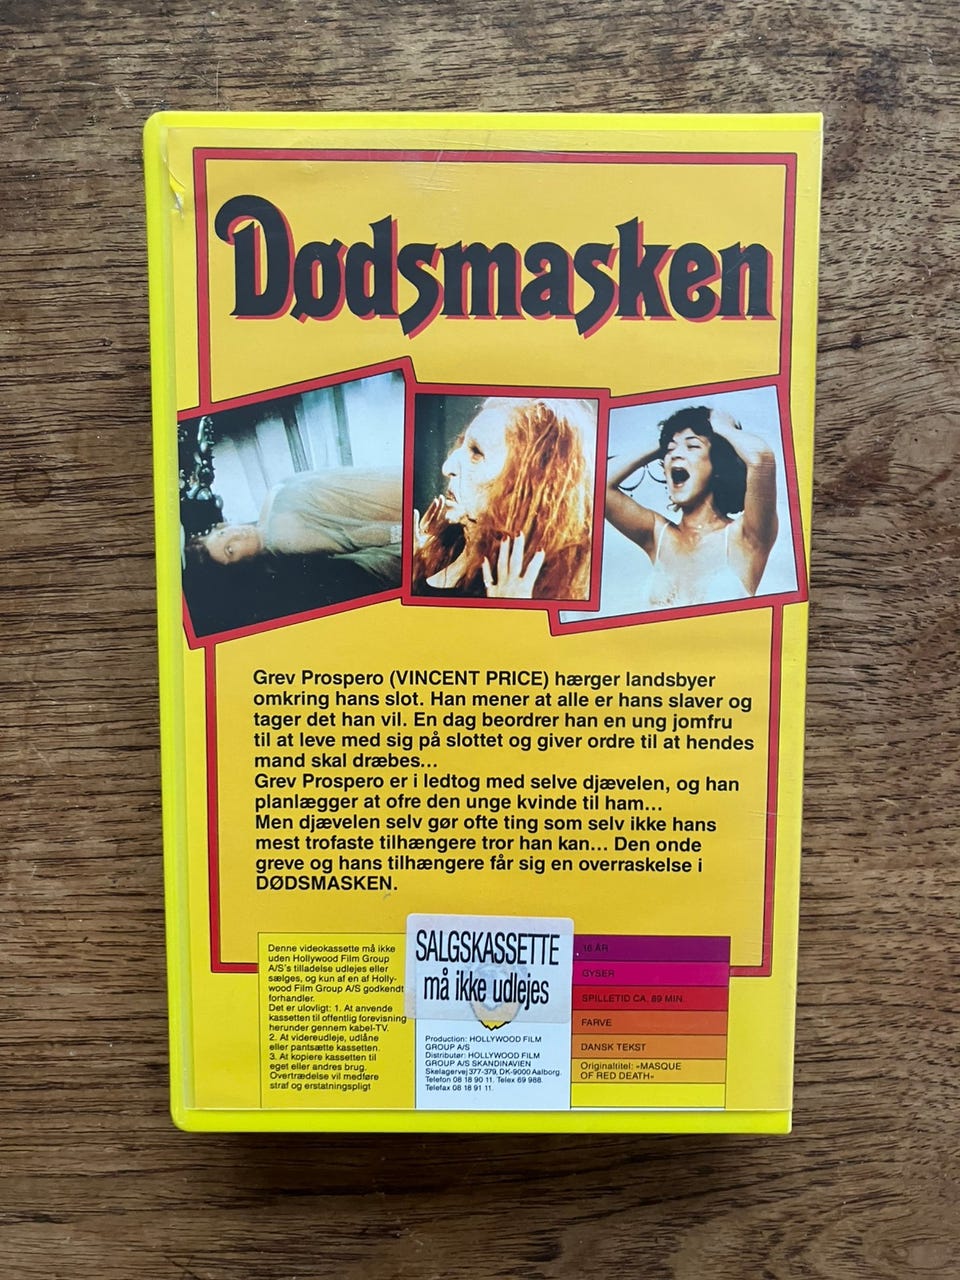 Dødsmasken
Grev Prospero (VINCENT PRICE) hærger landsbyer
omkring hans slot. Han mener at alle er hans slaver og
tager det han vil. En dag beordrer han en ung jomfru
til at leve med sig på slottet og giver ordre til at hendes
mand skal dræbes...
Grev Prospero er i ledtog med selve djævelen, og han
planlægger at ofre den unge kvinde til ham...
Men djævelen selv gør ofte ting som selv ikke hans
mest trofaste tilhængere tror han kan... Den onde
greve og hans tilhængere får sig en overraskelse i
DØDSMASKEN.
Denne videokassette må ikke
uden Hollywood Film Group
A/S's tilladelse udlejes eller
sælges, og kun af en af Holly-
wood Film Group A/S godkendt
forhandler.
Det er ulovligt: 1. At anvende
kassetten til offentlig forevisning
herunder gennem kabel-TV.
2. At videreudleje, udlåne
eller pantsætte kassetten.
3. At kopiere kassetten til
eget eller andres brug.
Overtrædelse vil medføre
straf og erstatningspligt
SALGSKASSETTE
må ikke udlejes
Production: HOLLYWOOD FILM
GROUP A/S
Distributør: HOLLYWOOD FILM
GROUP A/S SKANDINAVIEN
Skelagervej 377-379, DK-9000 Aalborg.
Telefon 08 18 90 11. Telex 69 988.
Telefax 08 18 91 11.
16 ÅR
GYSER
SPILLETID CA. 89 MIN.
FARVE
DANSK TEKST
Originaltitel: »MASQUE
OF RED DEATH«